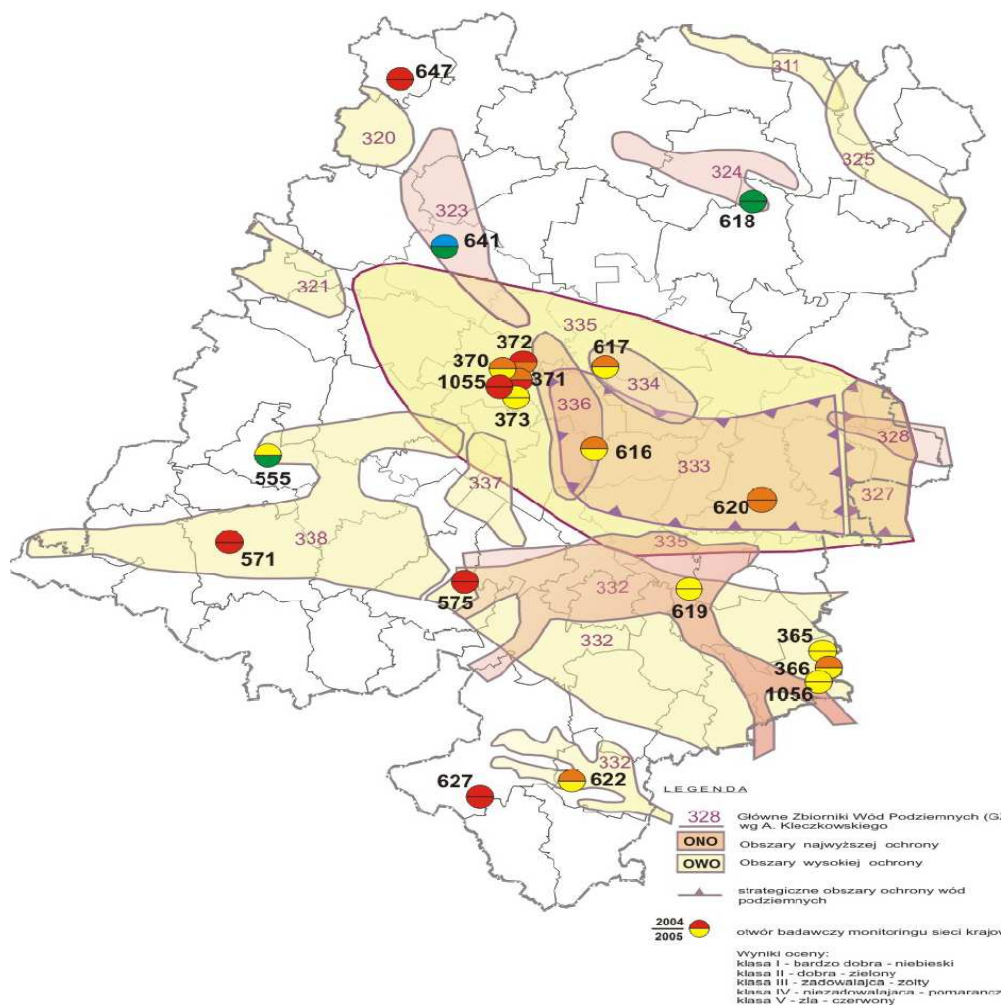 647
311
320
325
324
323
618
641
321
335
372
617
370
1055
371
334
373
336
328
616
333
555
337
327
620
338
335
571
575
332
619
332
365
366
1056
332
622
627
LEGENDA
328 Główne Zbiorniki Wód Podziemnych
wg A. Kleczkowskiego
ONO Obszary najwyższej ochrony
OWO Obszary wysokiej ochrony
strategiczne obszary ochrony wód
podziemnych
2004
2005
otwór badawczy monitoringu sieci
Wyniki oceny:
klasa I - bardzo dobra - niebieski
klasa II - dobra - zielony
klasa III - zadowalająca - żółty
klasa IV - niezadowalająca -
klasa V - zła - czerwony